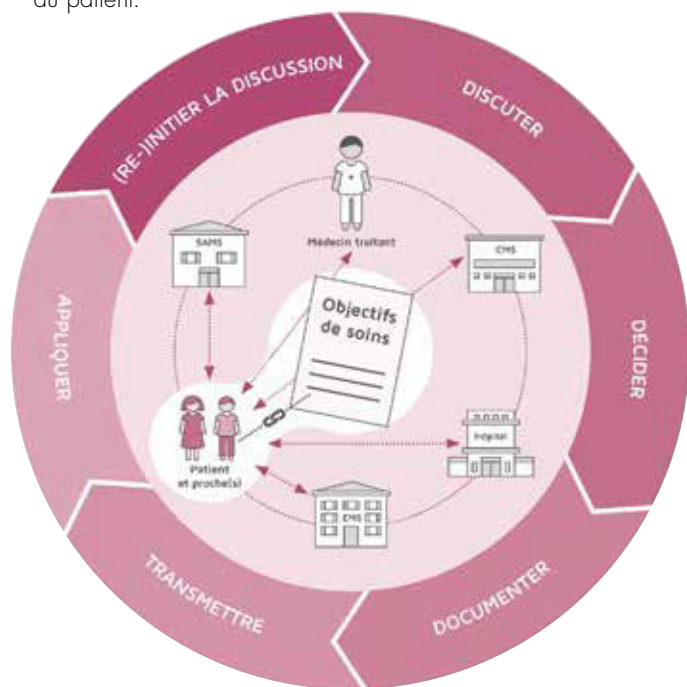 du patient.
(RE-)INITIER LA DISCUSSION
DISCUTER
DÉCIDER
DOCUMENTER
TRANSMETTRE
APPLIQUER
Médecin traitant
SAMS
CMS
Objectifs
de soins
Hôpital
Patient
et proche(s)
EMS